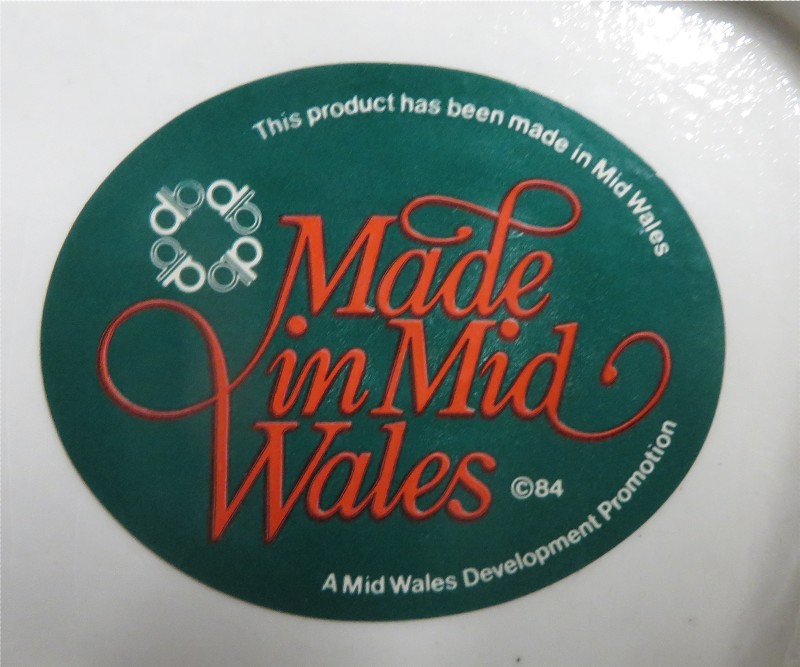 This product has been made in Mid Wales
Made
in Mid
Wales
©84
A Mid Wales Development Promotion